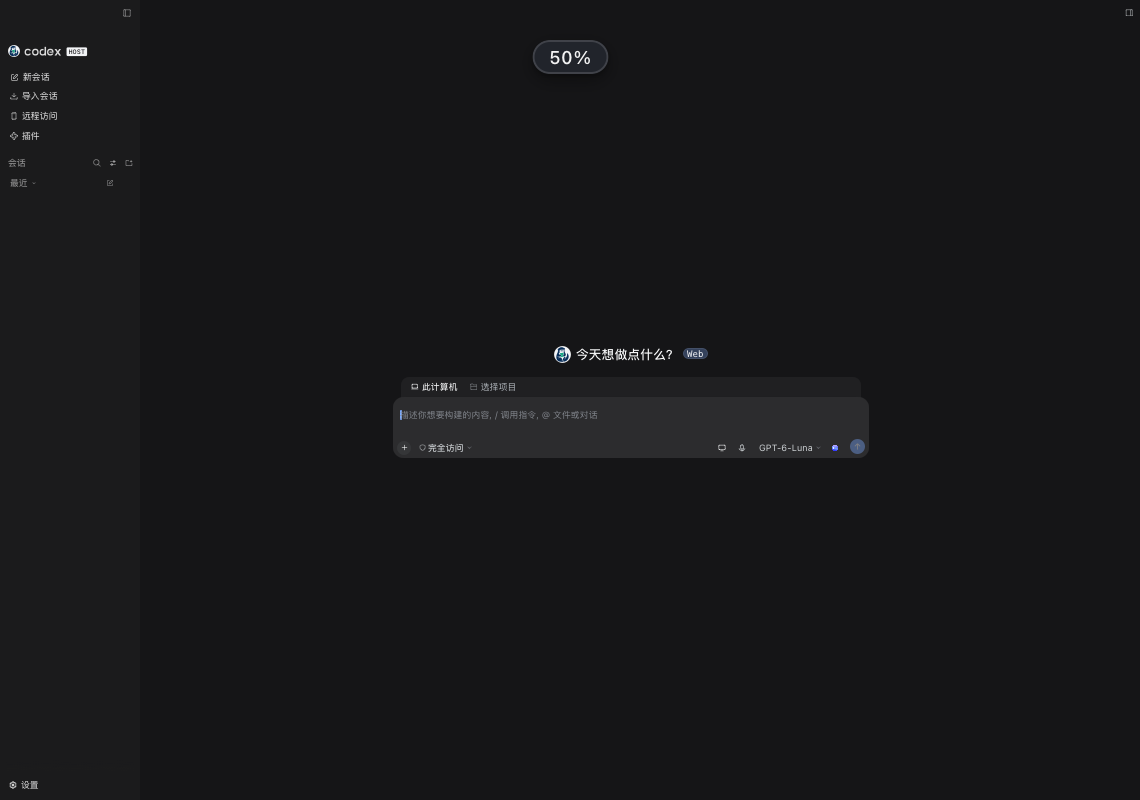 codex HOST
50%
新会话
导入会话
远程访问
插件
会话
最近
今天想做点什么? Web
此计算机 选择项目
描述你想要构建的内容, / 调用指令, @ 文件或对话
完全访问 GPT-6-Luna
设置